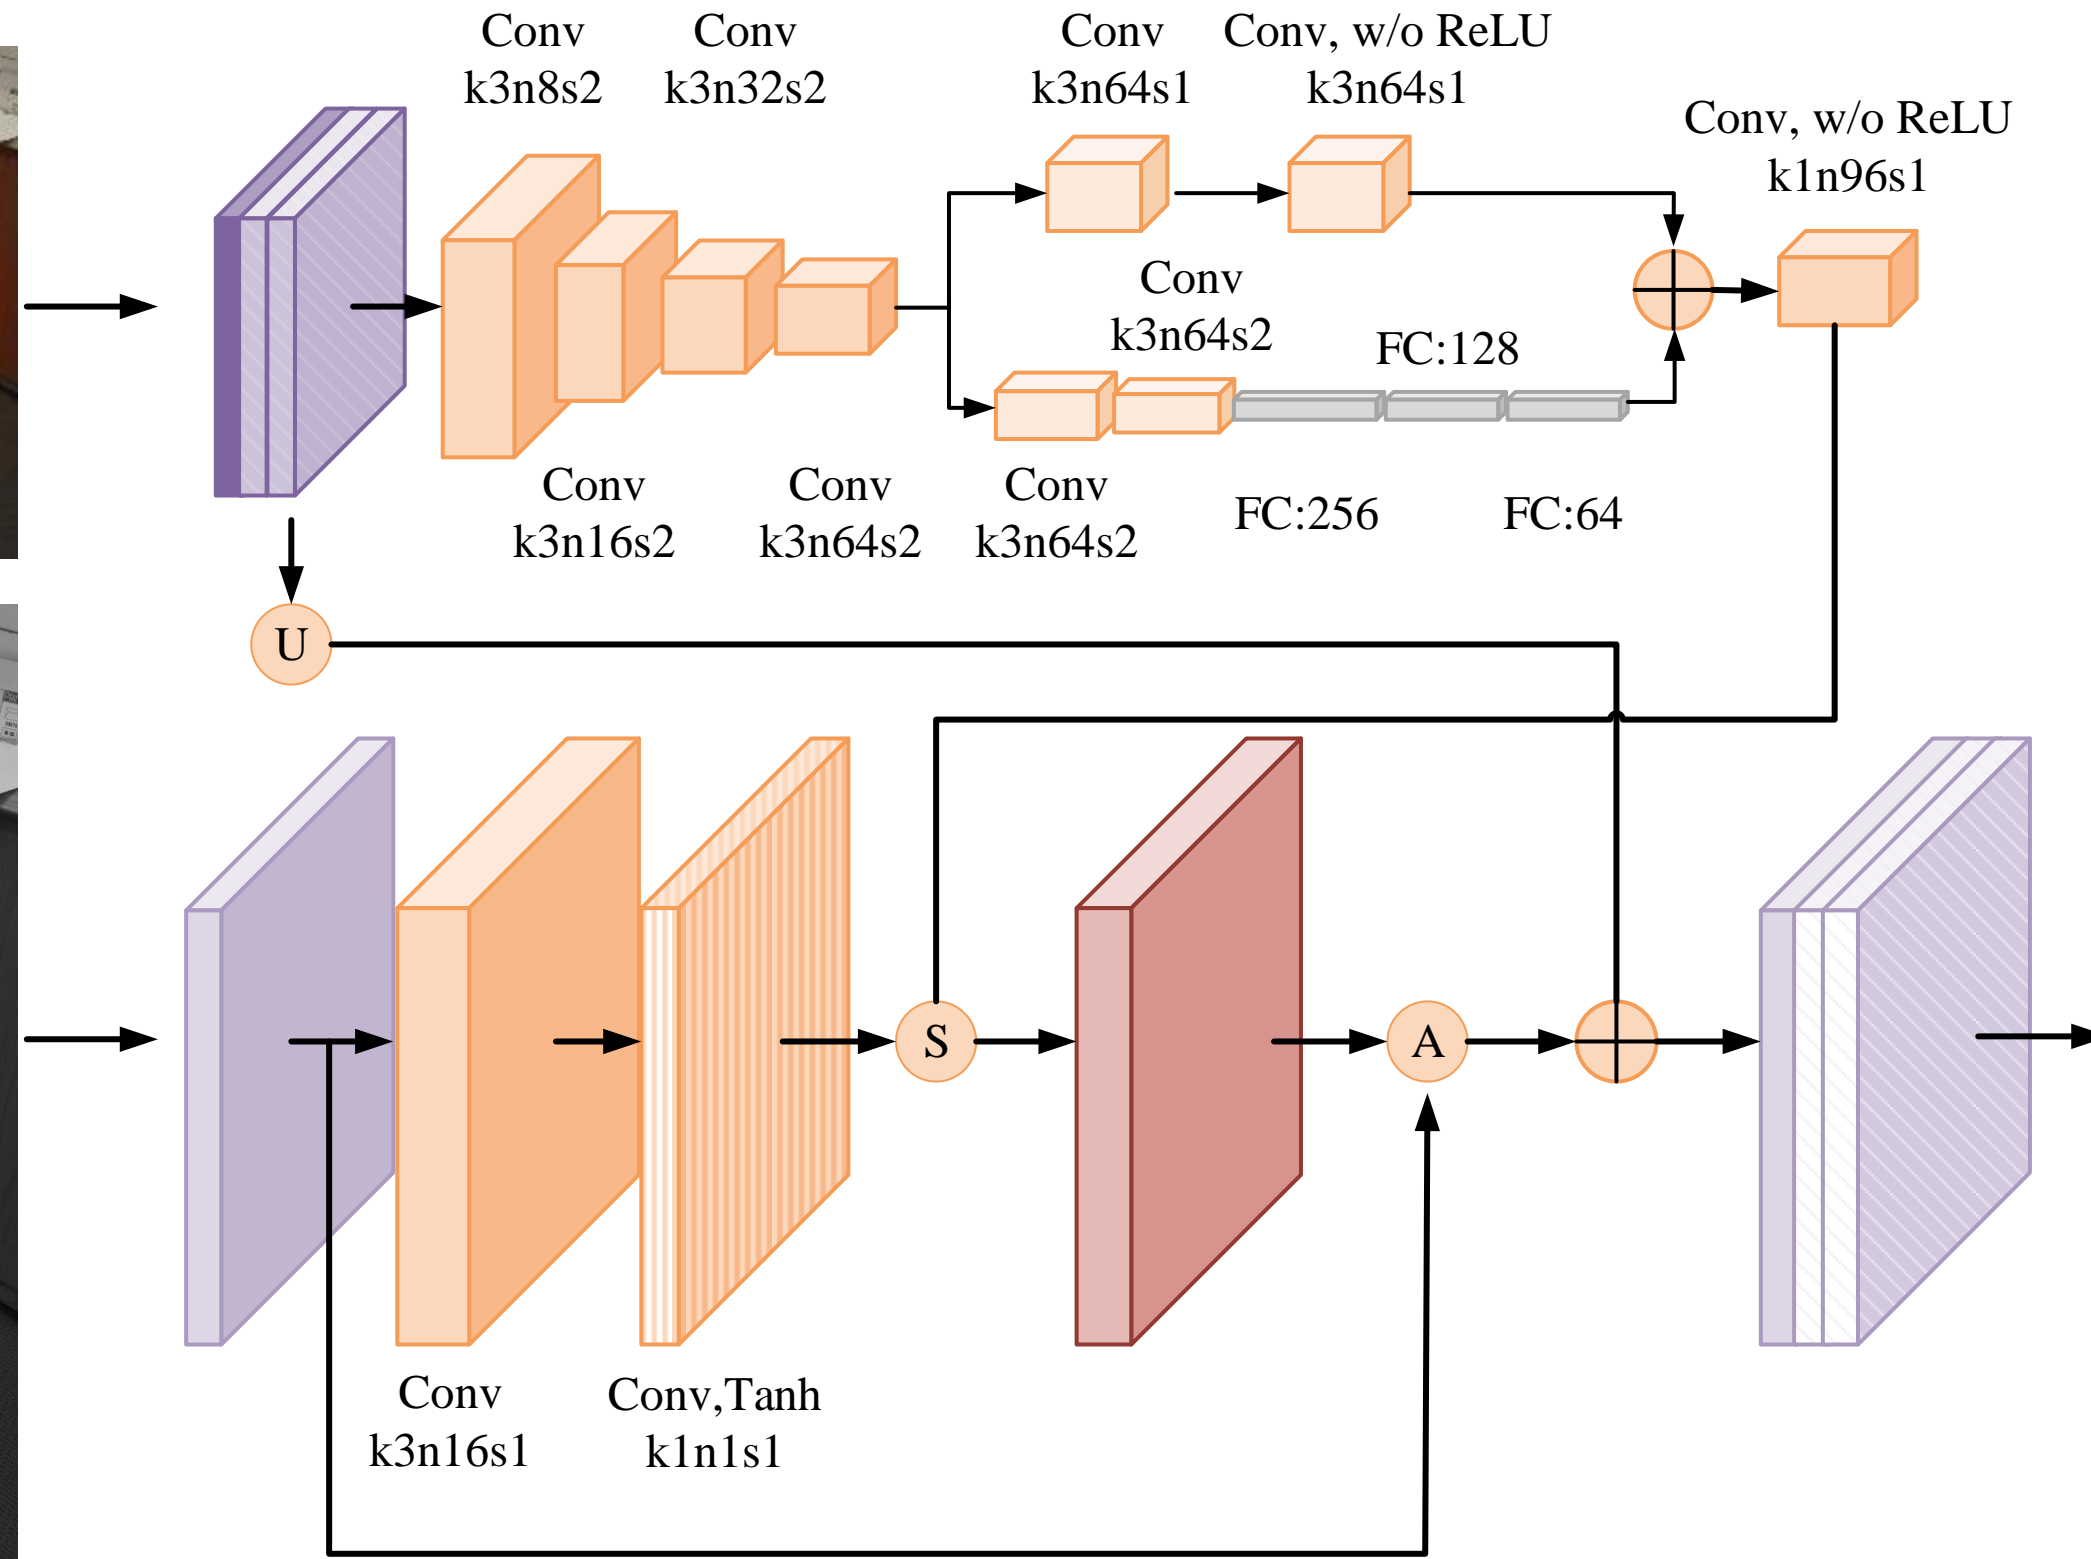 Conv
k3n8s2
Conv
k3n32s2
Conv
k3n64s1
Conv, w/o ReLU
k3n64s1
Conv, w/o ReLU
k1n96s1
Conv
k3n64s2
FC:128
Conv
k3n16s2
Conv
k3n64s2
Conv
k3n64s2
FC:256
FC:64
U
S
A
Conv
k3n16s1
Conv,Tanh
k1n1s1